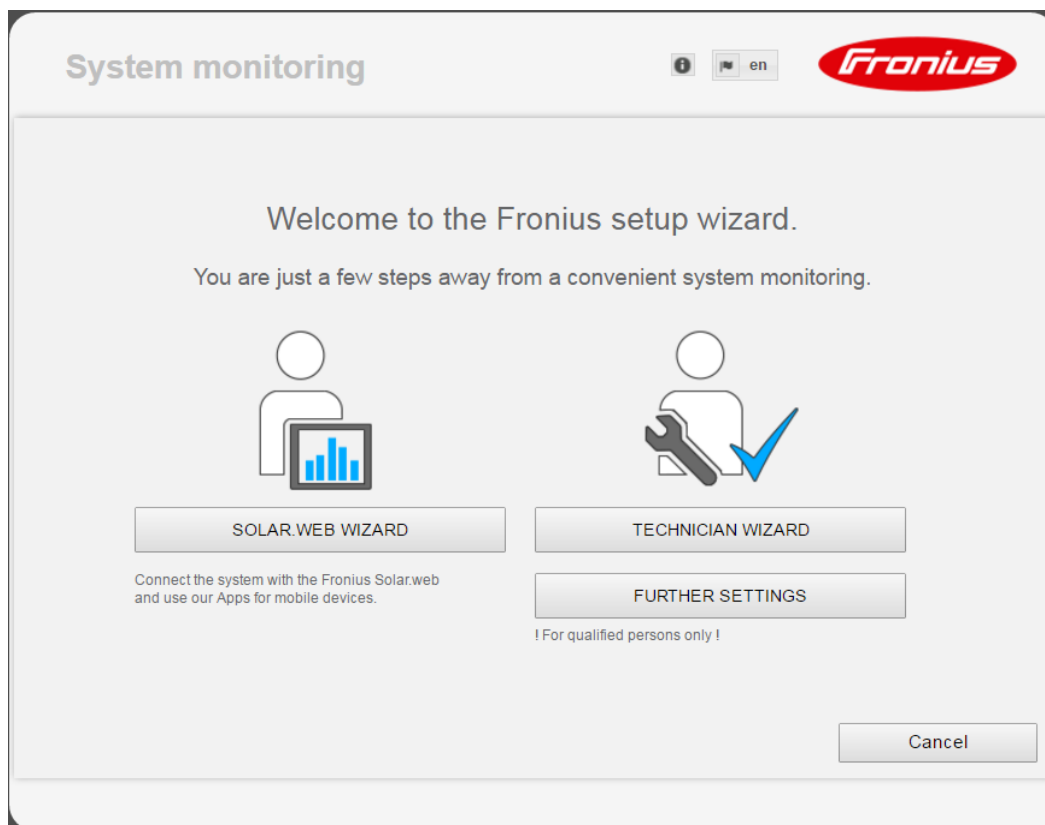 System monitoring
en
Fronius
Welcome to the Fronius setup wizard.
You are just a few steps away from a convenient system monitoring.
SOLAR.WEB WIZARD
Connect the system with the Fronius Solar.web
and use our Apps for mobile devices.
TECHNICIAN WIZARD
FURTHER SETTINGS
! For qualified persons only !
Cancel